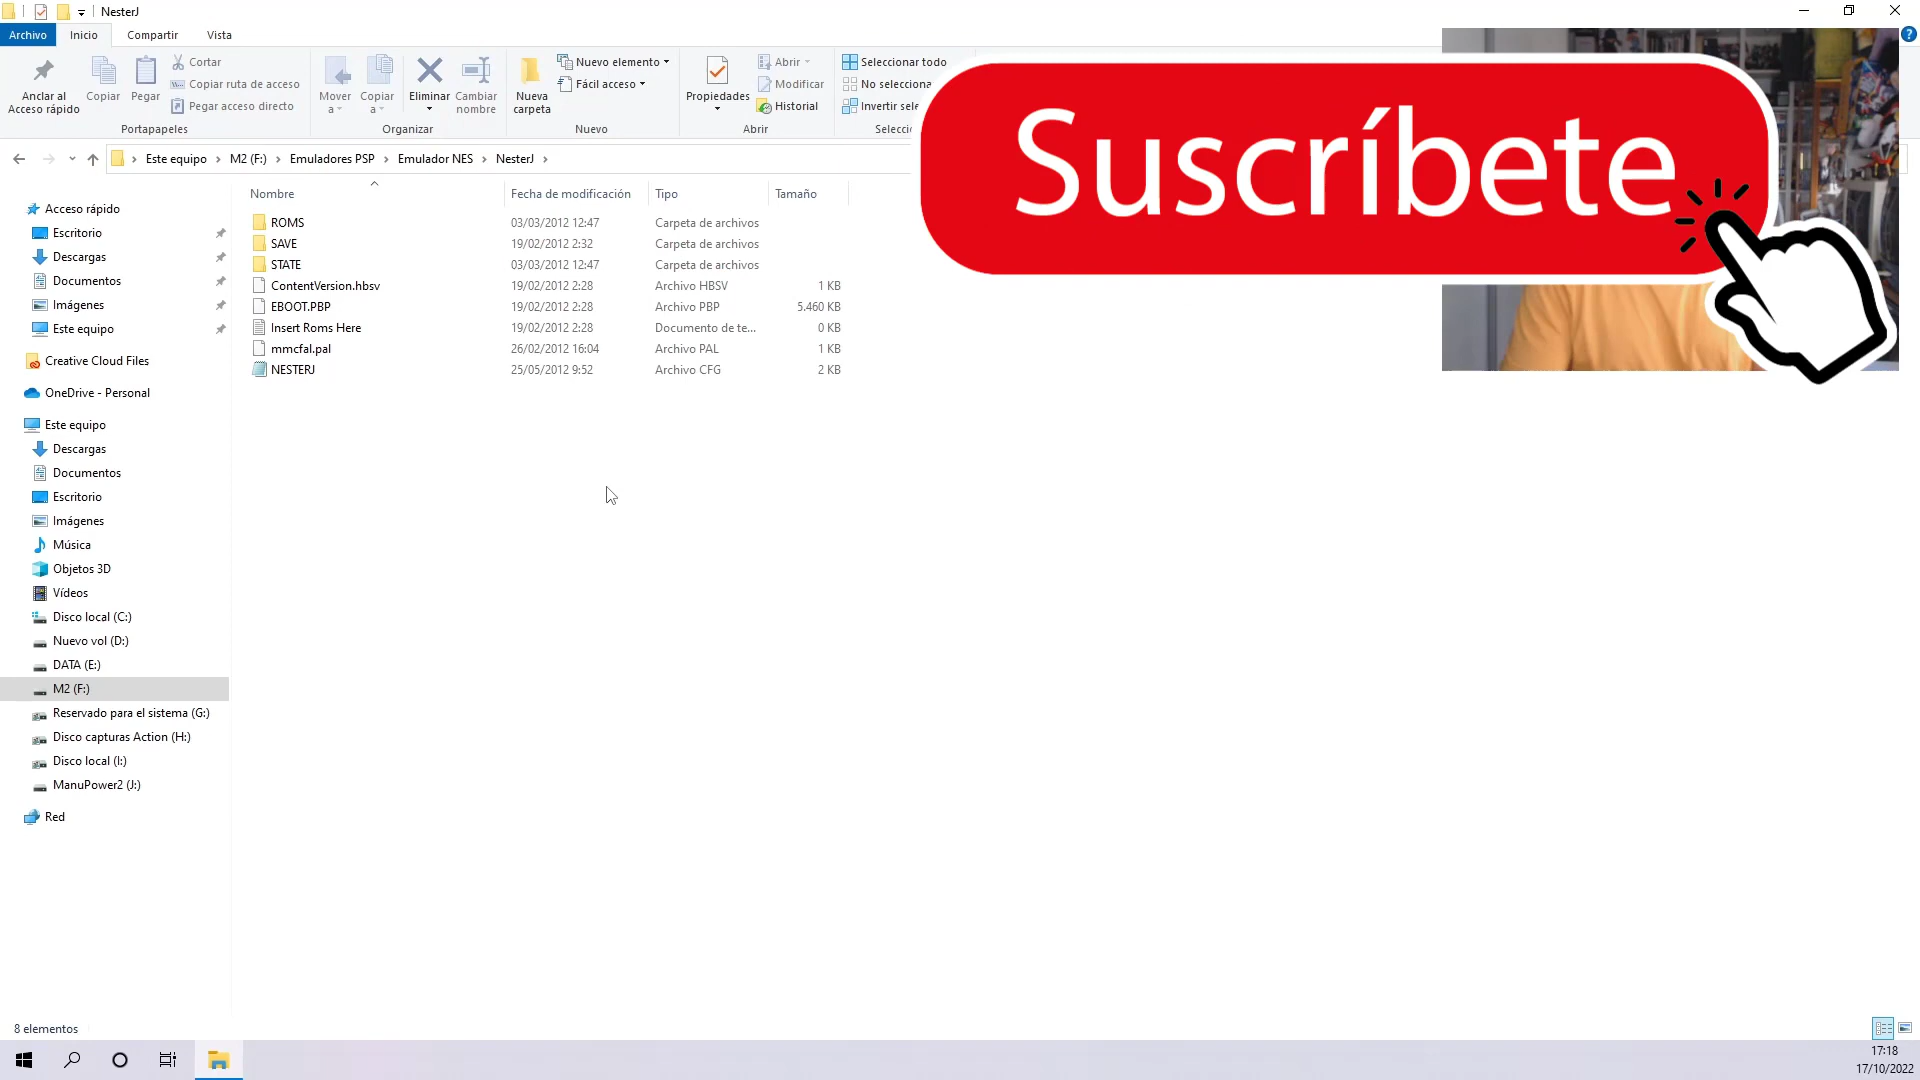 NesterJ
Archivo
Inicio
Compartir
Vista
Anclar al
Acceso rápido
Copiar
Pegar
Cortar
Copiar ruta de acceso
Pegar acceso directo
Portapapeles
Mover
a
Copiar
a
Eliminar
Cambiar
nombre
Organizar
Nueva
carpeta
Nuevo elemento
Fácil acceso
Nuevo
Propiedades
Abrir
Modificar
Historial
Abrir
Seleccionar todo
No selecciona
Invertir sele
Selecci
Suscríbete
Este equipo
M2 (F:)
Emuladores PSP
Emulador NES
NesterJ
Nombre
Fecha de modificación
Tipo
Tamaño
ROMS 03/03/2012 12:47 Carpeta de archivos
SAVE 19/02/2012 2:32 Carpeta de archivos
STATE 03/03/2012 12:47 Carpeta de archivos
ContentVersion.hbsv 19/02/2012 2:28 Archivo HBSV 1 KB
EBOOT.PBP 19/02/2012 2:28 Archivo PBP 5.460 KB
Insert Roms Here 19/02/2012 2:28 Documento de te... 0 KB
mmcfal.pal 26/02/2012 16:04 Archivo PAL 1 KB
NESTERJ 25/05/2012 9:52 Archivo CFG 2 KB
Acceso rápido
Escritorio
Descargas
Documentos
Imágenes
Este equipo
Creative Cloud Files
OneDrive - Personal
Este equipo
Descargas
Documentos
Escritorio
Imágenes
Música
Objetos 3D
Vídeos
Disco local (C:)
Nuevo vol (D:)
DATA (E:)
M2 (F:)
Reservado para el sistema (G:)
Disco capturas Action (H:)
Disco local (I:)
ManuPower2 (J:)
Red
8 elementos
17:18
17/10/2022